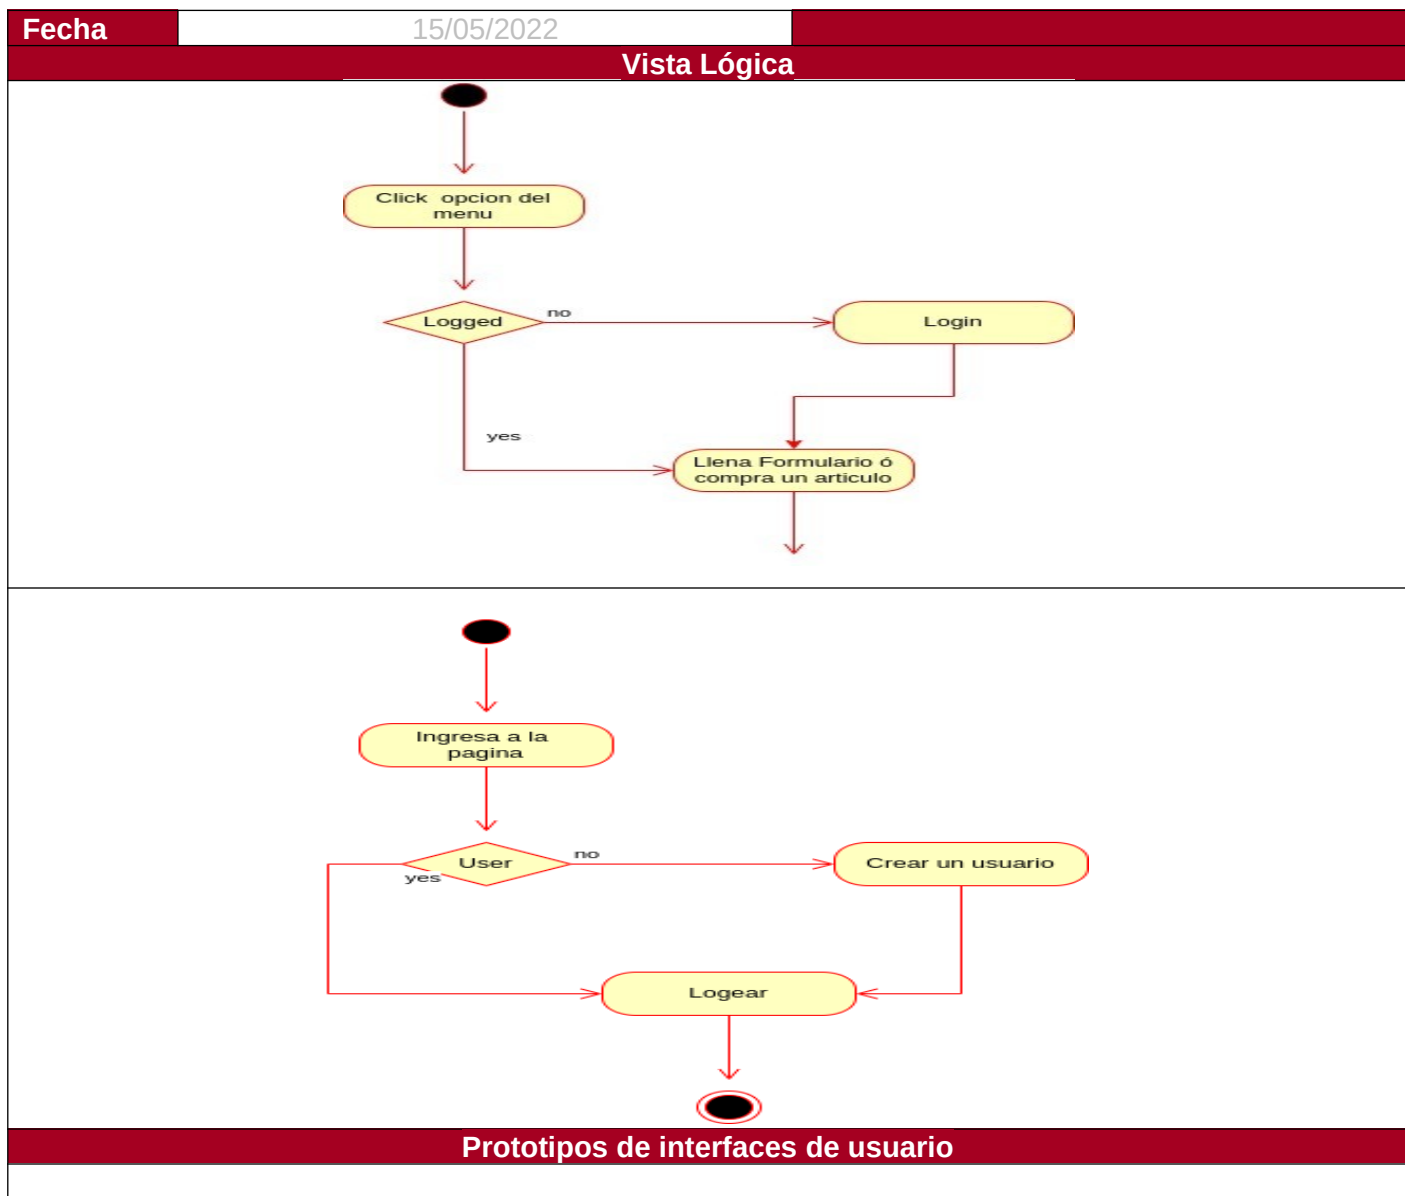 Fecha 15/05/2022
Vista Lógica
Click opcion del
menu
Logged
no
Login
yes
Llena Formulario ó
compra un articulo
Ingresa a la
pagina
User
no
yes
Crear un usuario
Logear
Prototipos de interfaces de usuario